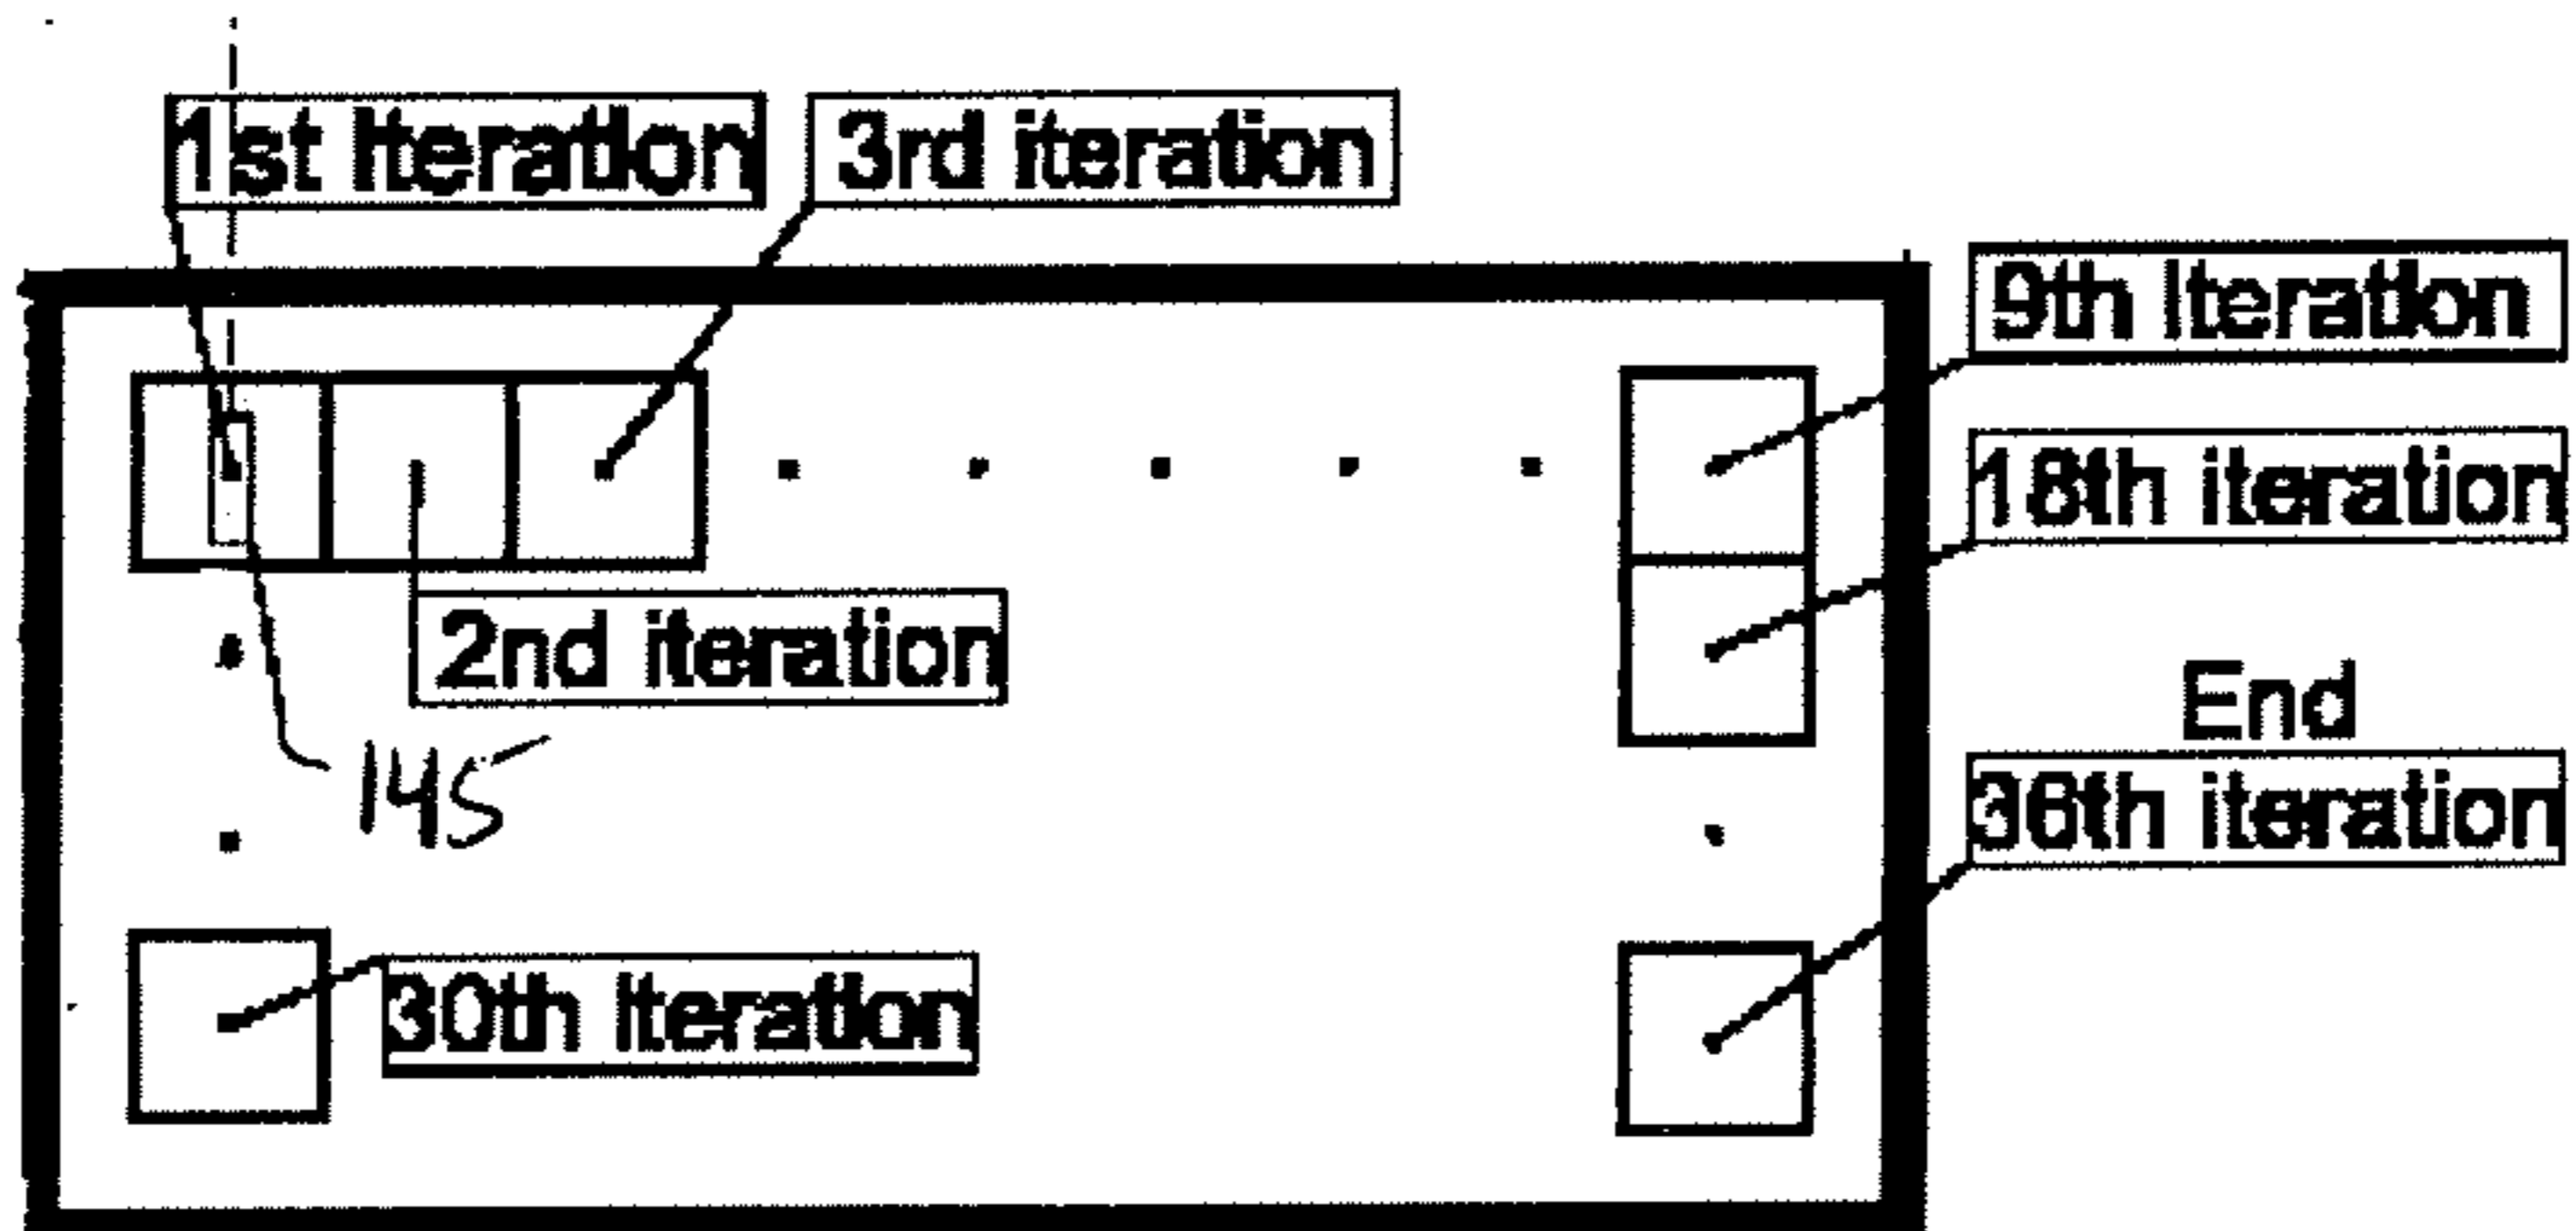 1st Iteration
3rd iteration
9th Iteration
18th iteration
2nd iteration
End
36th iteration
145
30th Iteration